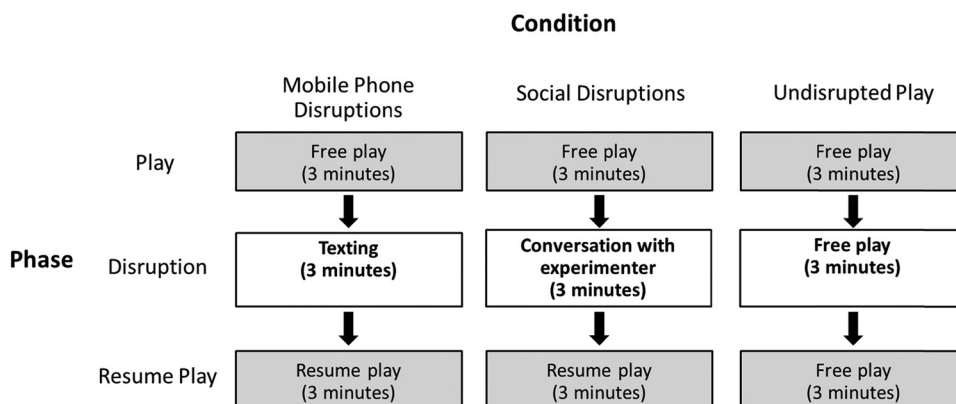 Condition
Mobile Phone
Disruptions
Social Disruptions
Undisrupted Play
Play
Free play
(3 minutes)
Free play
(3 minutes)
Free play
(3 minutes)
Phase
Disruption
Texting
(3 minutes)
Conversation with
experimenter
(3 minutes)
Free play
(3 minutes)
Resume Play
Resume play
(3 minutes)
Resume play
(3 minutes)
Free play
(3 minutes)